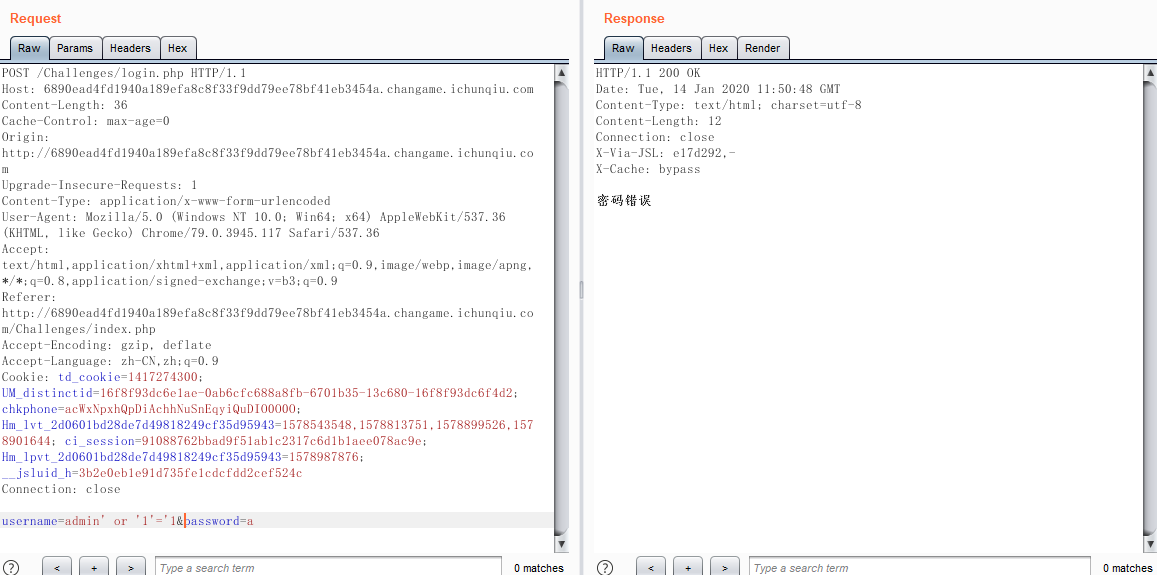 Request
Raw Params Headers Hex
POST /Challenges/login.php HTTP/1.1
Host: 6890ead4fd1940a189efa8c8f33f9dd79ee78bf41eb3454a.changame.ichunqiu.com
Content-Length: 36
Cache-Control: max-age=0
Origin:
http://6890ead4fd1940a189efa8c8f33f9dd79ee78bf41eb3454a.changame.ichunqiu.co
m
Upgrade-Insecure-Requests: 1
Content-Type: application/x-www-form-urlencoded
User-Agent: Mozilla/5.0 (Windows NT 10.0; Win64; x64) AppleWebKit/537.36
(KHTML, like Gecko) Chrome/79.0.3945.117 Safari/537.36
Accept:
text/html,application/xhtml+xml,application/xml;q=0.9,image/webp,image/apng,
*/*;q=0.8,application/signed-exchange;v=b3;q=0.9
Referer:
http://6890ead4fd1940a189efa8c8f33f9dd79ee78bf41eb3454a.changame.ichunqiu.co
m/Challenges/index.php
Accept-Encoding: gzip, deflate
Accept-Language: zh-CN,zh;q=0.9
Cookie: td_cookie=1417274300;
UM_distinctid=16f8f93dc6e1ae-0ab6cfc688a8fb-6701b35-13c680-16f8f93dc6f4d2;
chkphone=acWxNpxhQpDiAchhNuSnEqyiQuDIO0O0O;
Hm_lvt_2d0601bd28de7d49818249cf35d95943=1578543548,1578813751,1578899526,157
8901644; ci_session=91088762bbad9f51ab1c2317c6d1b1aee078ac9e;
Hm_lpvt_2d0601bd28de7d49818249cf35d95943=1578987876;
__jsluid_h=3b2e0eb1e91d735fe1cdcfdd2cef524c
Connection: close
username=admin' or '1'='1&password=a
? < + > Type a search term 0 matches
Response
Raw Headers Hex Render
HTTP/1.1 200 OK
Date: Tue, 14 Jan 2020 11:50:48 GMT
Content-Type: text/html; charset=utf-8
Content-Length: 12
Connection: close
X-Via-JSL: e17d292,-
X-Cache: bypass
密码错误
? < + > Type a search term 0 matches